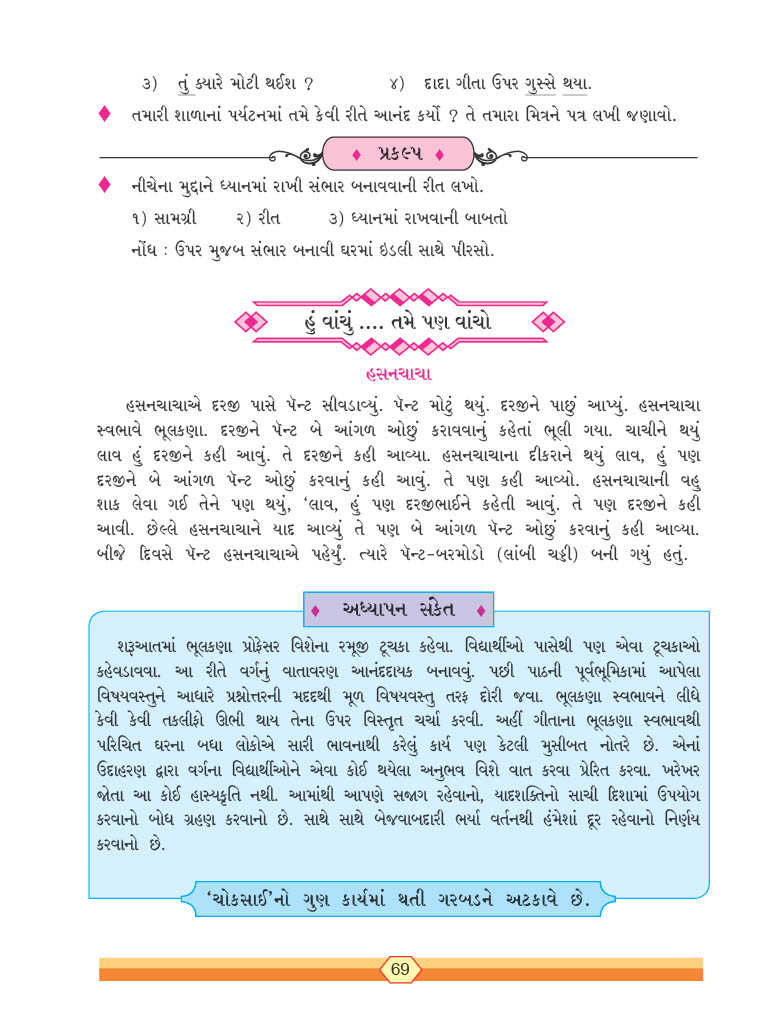 ૩) તું ક્યારે મોટી થઈશ ? ૪) દાદા ગીતા ઉપર ગુસ્સે થયા.
તમારી શાળાનાં પર્યટનમાં તમે કેવી રીતે આનંદ કર્યો ? તે તમારા મિત્રને પત્ર લખી જણાવો.
પ્રકલ્પ
નીચેના મુદ્દાને ધ્યાનમાં રાખી સંભાર બનાવવાની રીત લખો.
૧) સામગ્રી ૨) રીત ૩) ધ્યાનમાં રાખવાની બાબતો
નોંધ : ઉપર મુજબ સંભાર બનાવી ઘરમાં ઇડલી સાથે પીરસો.
હું વાંચું .... તમે પણ વાંચો
હસનચાચા
હસનચાચાએ દરજી પાસે પૅન્ટ સીવડાવ્યું. પૅન્ટ મોટું થયું. દરજીને પાછું આપ્યું. હસનચાચા
સ્વભાવે ભૂલકણા. દરજીને પૅન્ટ બે આંગળ ઓછું કરાવવાનું કહેતાં ભૂલી ગયા. ચાચીને થયું
લાવ હું દરજીને કહી આવું. તે દરજીને કહી આવ્યા. હસનચાચાના દીકરાને થયું લાવ, હું પણ
દરજીને બે આંગળ પૅન્ટ ઓછું કરવાનું કહી આવું. તે પણ કહી આવ્યો. હસનચાચાની વહુ
શાક લેવા ગઈ તેને પણ થયું, ‘લાવ, હું પણ દરજીભાઈને કહેતી આવું. તે પણ દરજીને કહી
આવી. છેલ્લે હસનચાચાને યાદ આવ્યું તે પણ બે આંગળ પૅન્ટ ઓછું કરવાનું કહી આવ્યા.
બીજે દિવસે પૅન્ટ હસનચાચાએ પહેર્યું. ત્યારે પૅન્ટ-બરમોડો (લાંબી ચડ્ડી) બની ગયું હતું.
અધ્યાપન સંકેત
શરૂઆતમાં ભૂલકણા પ્રોફેસર વિશેના રમૂજી ટૂચકા કહેવા. વિદ્યાર્થીઓ પાસેથી પણ એવા ટૂચકાઓ
કહેવડાવવા. આ રીતે વર્ગનું વાતાવરણ આનંદદાયક બનાવવું. પછી પાઠની પૂર્વભૂમિકામાં આપેલા
વિષયવસ્તુને આધારે પ્રશ્નોત્તરની મદદથી મૂળ વિષયવસ્તુ તરફ દોરી જવા. ભૂલકણા સ્વભાવને લીધે
કેવી કેવી તકલીફો ઊભી થાય તેના ઉપર વિસ્તૃત ચર્ચા કરવી. અહીં ગીતાના ભૂલકણા સ્વભાવથી
પરિચિત ઘરના બધા લોકોએ સારી ભાવનાથી કરેલું કાર્ય પણ કેટલી મુસીબત નોતરે છે. એનાં
ઉદાહરણ દ્વારા વર્ગના વિદ્યાર્થીઓને એવા કોઈ થયેલા અનુભવ વિશે વાત કરવા પ્રેરિત કરવા. ખરેખર
જોતા આ કોઈ હાસ્યકૃતિ નથી. આમાંથી આપણે સજાગ રહેવાનો, યાદશક્તિનો સાચી દિશામાં ઉપયોગ
કરવાનો બોધ ગ્રહણ કરવાનો છે. સાથે સાથે બેજવાબદારી ભર્યા વર્તનથી હંમેશાં દૂર રહેવાનો નિર્ણય
કરવાનો છે.
‘ચોકસાઈ’નો ગુણ કાર્યમાં થતી ગરબડને અટકાવે છે.
69